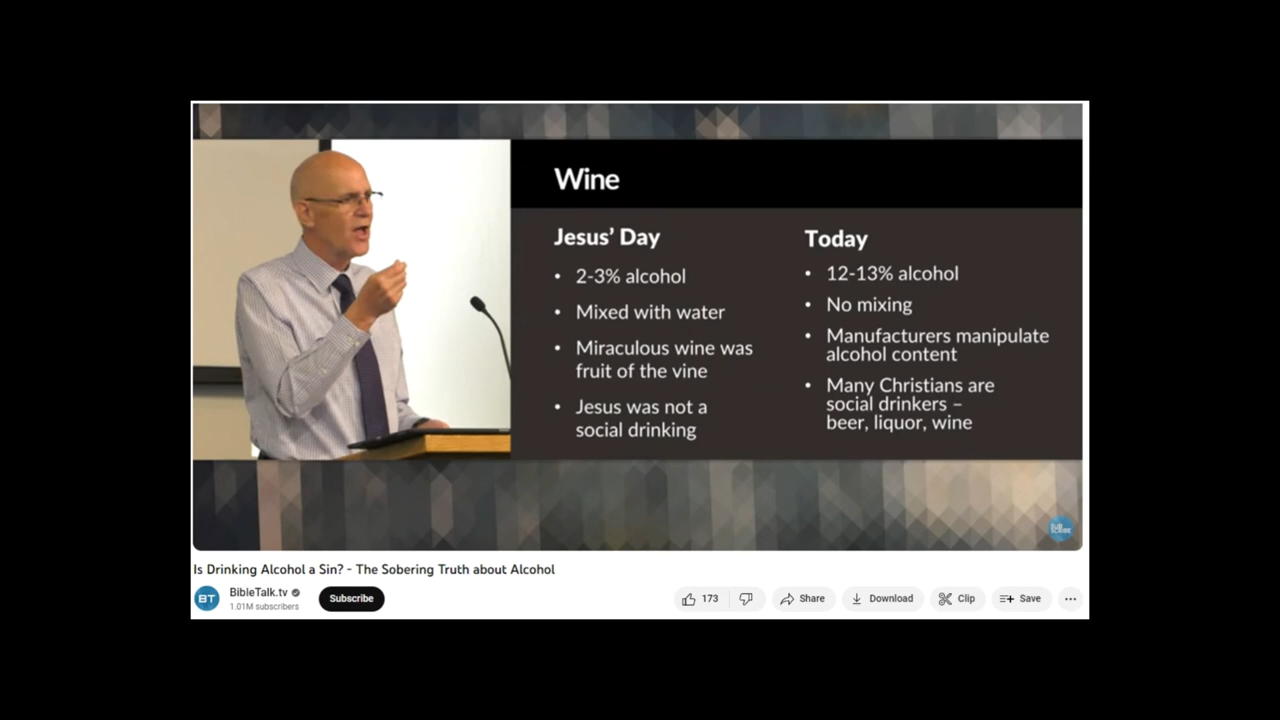 Wine
Jesus’ Day
• 2-3% alcohol
• Mixed with water
• Miraculous wine was
fruit of the vine
• Jesus was not a
social drinking
Today
• 12-13% alcohol
• No mixing
• Manufacturers manipulate
alcohol content
• Many Christians are
social drinkers –
beer, liquor, wine
SUB
SCRIBE
Is Drinking Alcohol a Sin? - The Sobering Truth about Alcohol
BT
BibleTalk.tv
1.01M subscribers
Subscribe
173
Share
Download
Clip
Save